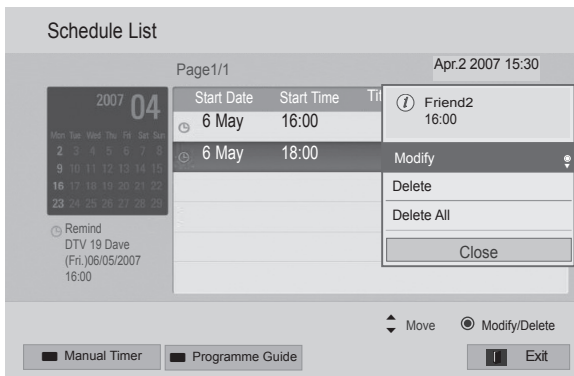 Schedule List
Page1/1
Apr.2 2007 15:30
2007 04
Mon Tue Wed Thu Fri Sat Sun
2 3 4 5 6 7 8
9 10 11 12 13 14 15
16 17 18 19 20 21 22
23 24 25 26 27 28 29
Remind
DTV 19 Dave
(Fri.)06/05/2007
16:00
Start Date Start Time Tit
6 May 16:00
6 May 18:00
Friend2
16:00
Modify
Delete
Delete All
Close
Move Modify/Delete
Manual Timer Programme Guide Exit